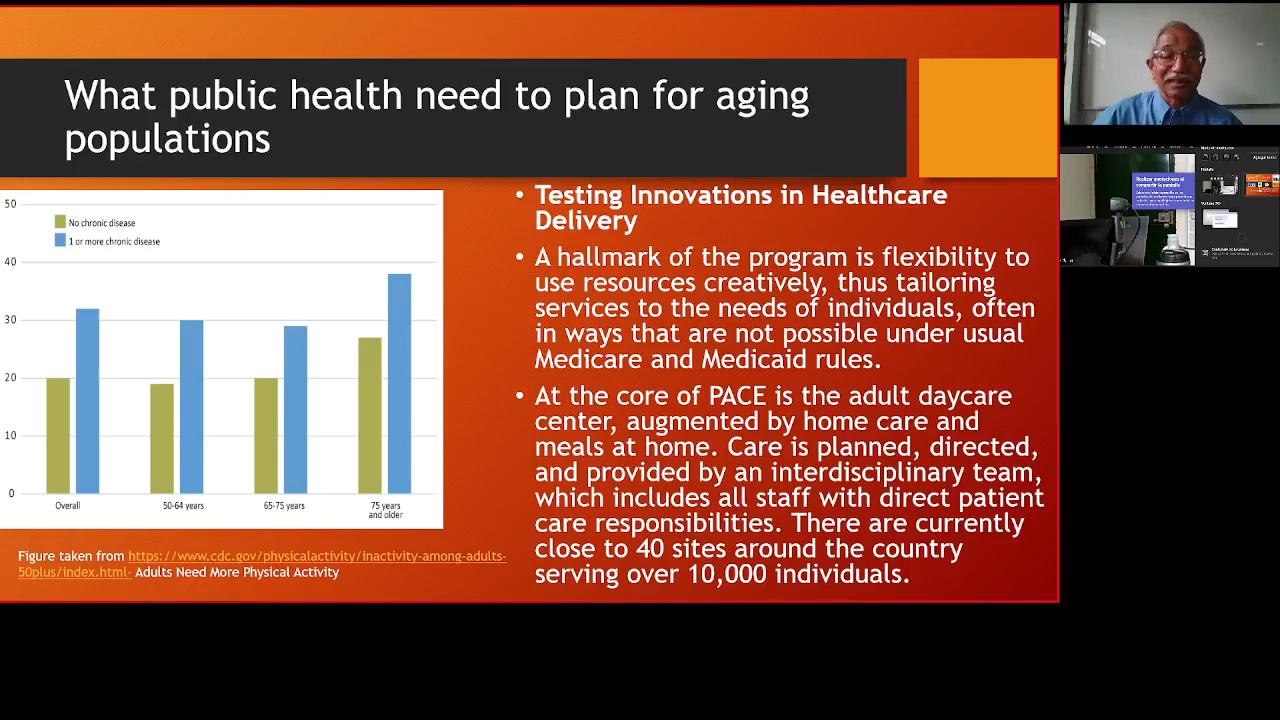 What public health need to plan for aging
populations
50
40
30
20
10
0
No chronic disease
1 or more chronic disease
Overall
50-64 years
65-75 years
75 years
and older
Figure taken from https://www.cdc.gov/physicalactivity/inactivity-among-adults-
50plus/index.html- Adults Need More Physical Activity
• Testing Innovations in Healthcare
Delivery
• A hallmark of the program is flexibility to
use resources creatively, thus tailoring
services to the needs of individuals, often
in ways that are not possible under usual
Medicare and Medicaid rules.
• At the core of PACE is the adult daycare
center, augmented by home care and
meals at home. Care is planned, directed,
and provided by an interdisciplinary team,
which includes all staff with direct patient
care responsibilities. There are currently
close to 40 sites around the country
serving over 10,000 individuals.
Realizar anotaciones al
compartir la pantalla